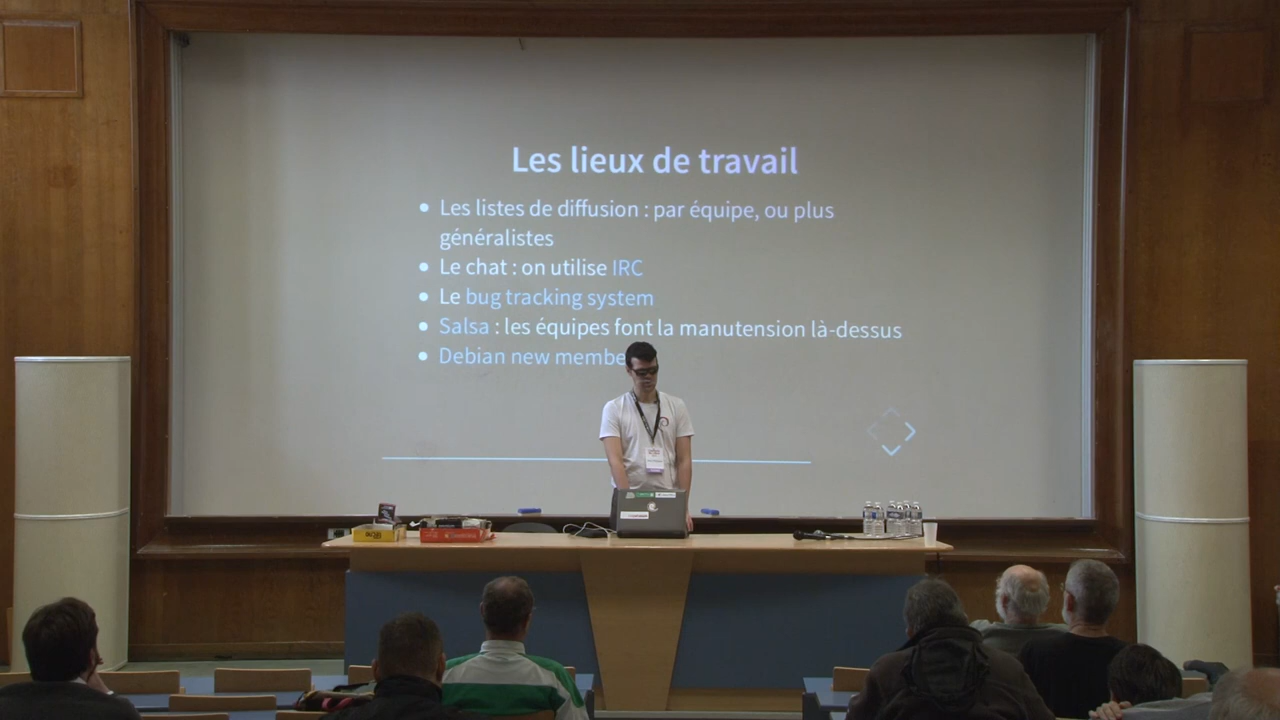 Les lieux de travail
Les listes de diffusion : par équipe, ou plus
généralistes
Le chat : on utilise IRC
Le bug tracking system
Salsa : les équipes font la manutension là-dessus
Debian new membe